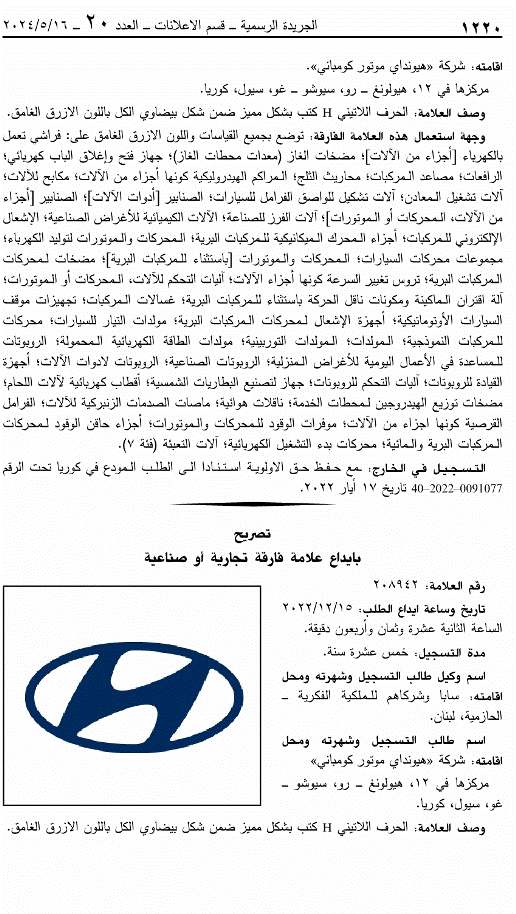 ١٢٢٠ الجريدة الرسمية ــ قسم الاعلانات ــ العدد ٢٠ ــ ٢٠٢٤/٥/١٦
اقامته: شركة «هيونداي موتور كومباني».
مركزها في ١٢، هيولونغ ــ رو، سيوشو ــ غو، سيول، كوريا.
وصف العلامة: الحرف اللاتيني H كتب بشكل مميز ضمن شكل بيضاوي الكل باللون الازرق الغامق.
وجهة استعمال هذه العلامة الفارقة: توضع بجميع القياسات واللون الازرق الغامق على: فراشي تعمل
بالكهرباء [أجزاء من الآلات]؛ مضخات الغاز (معدات محطات الغاز)؛ جهاز فتح وإغلاق الباب كهربائي؛
الرافعات؛ مصاعد المركبات؛ محاريث الثلج؛ المراكم الهيدروليكية كونها أجزاء من الآلات؛ مكابح للآلات؛
آلات تشغيل المعادن؛ آلات تشكيل للواصق الفرامل للسيارات؛ الصنابير [أدوات الآلات]؛ الصنابير [أجزاء
من الآلات، المحركات أو الموتورات]؛ آلات الفرز للصناعة؛ الآلات الكيميائية للأغراض الصناعية؛ الإشعال
الإلكتروني للمركبات؛ أجزاء المحرك الميكانيكية للمركبات البرية؛ المحركات والموتورات لتوليد الكهرباء؛
مجموعات محركات السيارات؛ المحركات والموتورات [باستثناء للمركبات البرية]؛ مضخات لمحركات
المركبات البرية؛ تروس تغيير السرعة كونها أجزاء الآلات؛ آليات التحكم للآلات، المحركات أو الموتورات؛
آلة اقتران الماكينة ومكونات ناقل الحركة باستثناء للمركبات البرية؛ غسالات المركبات؛ تجهيزات موقف
السيارات الأوتوماتيكية؛ أجهزة الإشعال لمحركات المركبات البرية؛ مولدات التيار للسيارات؛ محركات
للمركبات النموذجية؛ المولدات؛ المولدات التوربينية؛ مولدات الطاقة الكهربائية المحمولة؛ الروبوتات
للمساعدة في الأعمال اليومية للأغراض المنزلية؛ الروبوتات الصناعية؛ الروبوتات لادوات الآلات؛ أجهزة
القيادة للروبوتات؛ آليات التحكم للروبوتات؛ جهاز لتصنيع البطاريات الشمسية؛ أقطاب كهربائية لآلات اللحام؛
مضخات توزيع الهيدروجين لمحطات الخدمة؛ ناقلات هوائية؛ ماصات الصدمات الزنبركية للآلات؛ الفرامل
القرصية كونها اجزاء من الآلات؛ موفرات الوقود للمحركات والموتورات؛ أجزاء حاقن الوقود لمحركات
المركبات البرية والمائية؛ محركات بدء التشغيل الكهربائية؛ آلات التعبئة (فئة ٧).
التسجيل في الخارج: مع حفظ حق الاولوية استنادا الى الطلب المودع في كوريا تحت الرقم
40-2022-0091077 تاريخ ١٧ أيار ٢٠٢٢.
تصريح
بايداع علامة فارقة تجارية أو صناعية
رقم العلامة: ٢٠٨٩٤٢
تاريخ وساعة ايداع الطلب: ٢٠٢٢/١٢/١٥
الساعة الثانية عشرة وثمان وأربعون دقيقة.
مدة التسجيل: خمس عشرة سنة.
اسم وكيل طالب التسجيل وشهرته ومحل
اقامته: سابا وشركاهم للملكية الفكرية ــ
الحازمية، لبنان.
اسم طالب التسجيل وشهرته ومحل
اقامته: شركة «هيونداي موتور كومباني»
مركزها في ١٢، هيولونغ ــ رو، سيوشو ــ
غو، سيول، كوريا.
وصف العلامة: الحرف اللاتيني H كتب بشكل مميز ضمن شكل بيضاوي الكل باللون الازرق الغامق.